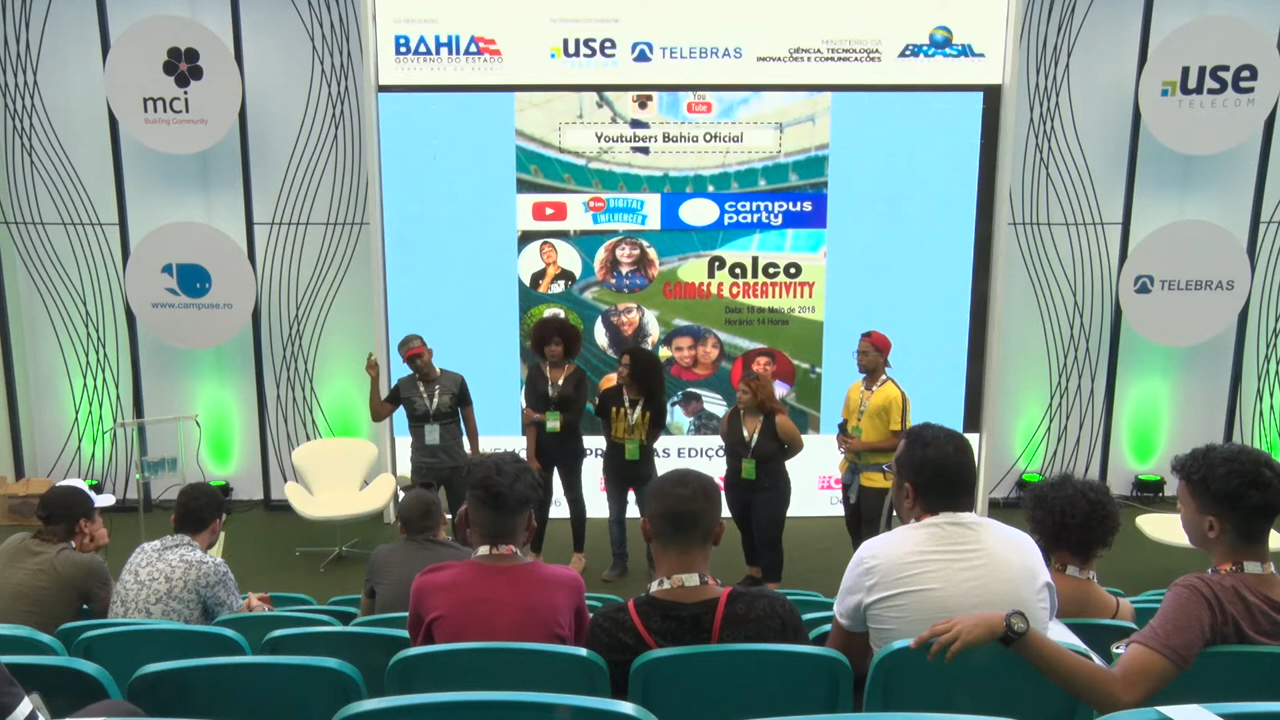 BAHIA
GOVERNO DO ESTADO
USE
TELECOM
TELEBRAS
MINISTÉRIO DA
CIÊNCIA, TECNOLOGIA,
INOVAÇÕES E COMUNICAÇÕES
BRASIL
mci
Building Community
www.campuse.ro
USE
TELECOM
TELEBRAS
You
Tube
Youtubers Bahia Oficial
DIGITAL
INFLUENCER
campus
party
Palco
GAMES E CREATIVITY
Data: 18 de Maio de 2018
Horário: 14 Horas